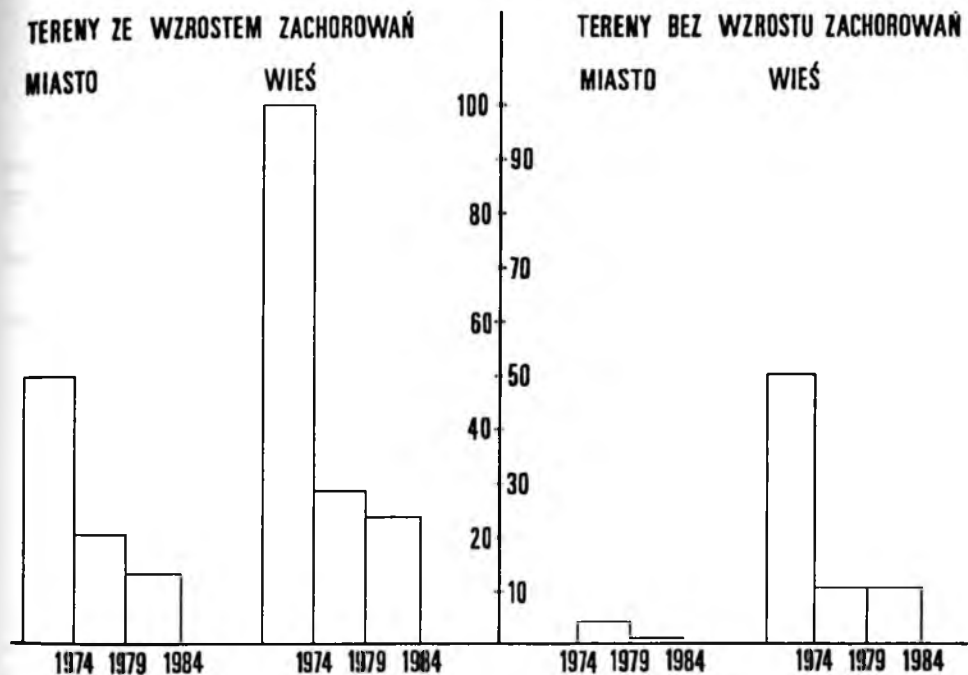 TERENY ZE WZROSTEM ZACHOROWAŃ
MIASTO WIEŚ
TERENY BEZ WZROSTU ZACHOROWAŃ
MIASTO WIEŚ
100
90
80
70
60
50
40
30
20
10
1974 1979 1984 1974 1979 1984 1974 1979 1984 1974 1979 1984